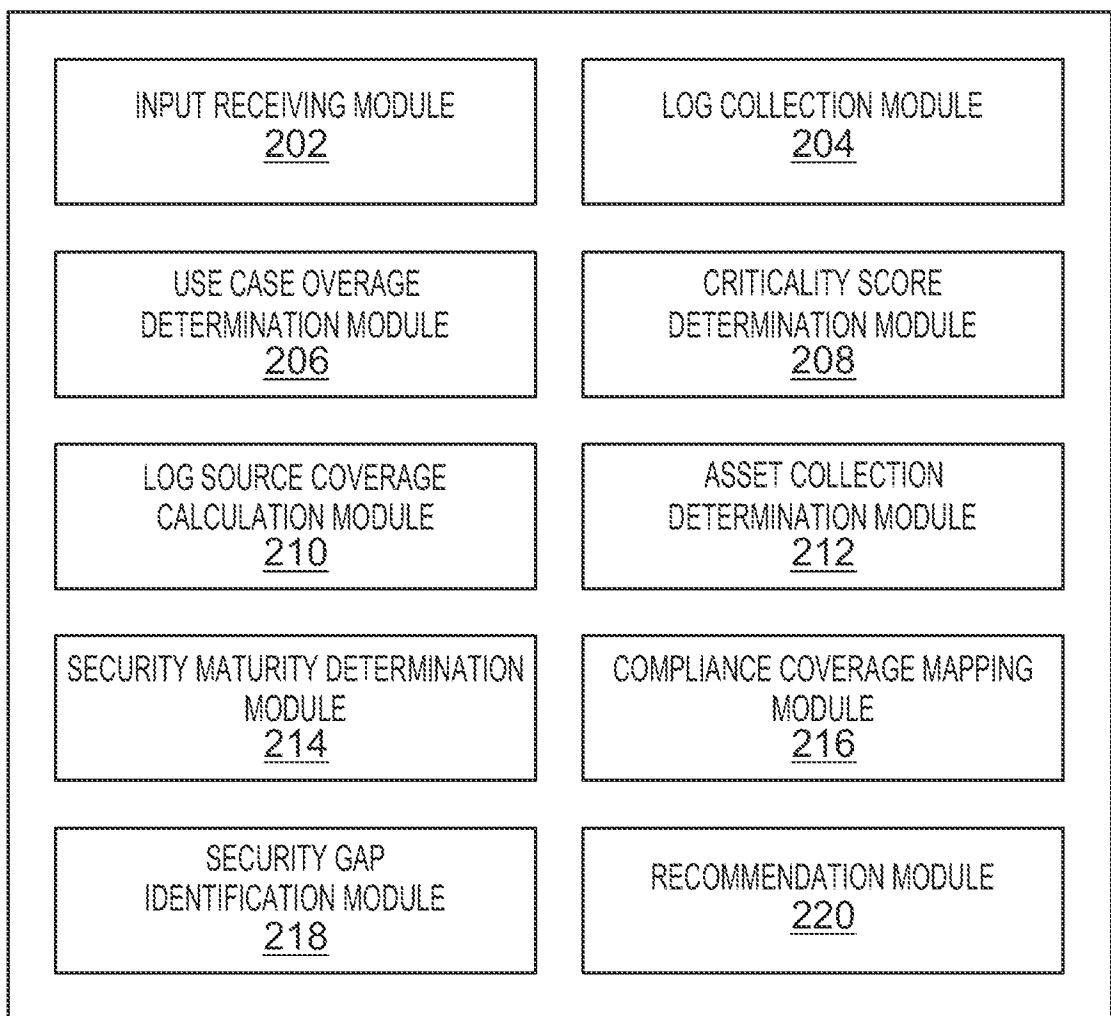 INPUT RECEIVING MODULE
202
LOG COLLECTION MODULE
204
USE CASE OVERAGE
DETERMINATION MODULE
206
CRITICALITY SCORE
DETERMINATION MODULE
208
LOG SOURCE COVERAGE
CALCULATION MODULE
210
ASSET COLLECTION
DETERMINATION MODULE
212
SECURITY MATURITY DETERMINATION
MODULE
214
COMPLIANCE COVERAGE MAPPING
MODULE
216
SECURITY GAP
IDENTIFICATION MODULE
218
RECOMMENDATION MODULE
220